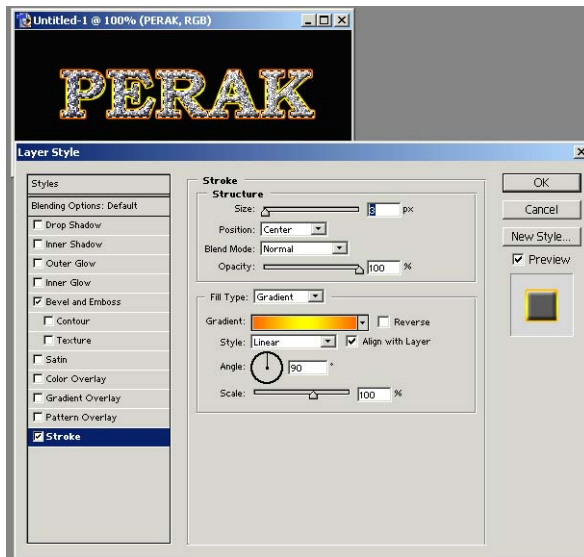 Untitled-1 @ 100% (PERAK, RGB)
PERAK
Layer Style
Styles
Blending Options: Default
Drop Shadow
Inner Shadow
Outer Glow
Inner Glow
Bevel and Emboss
Contour
Texture
Satin
Color Overlay
Gradient Overlay
Pattern Overlay
Stroke
Stroke
Structure
Size: 3 px
Position: Center
Blend Mode: Normal
Opacity: 100 %
Fill Type: Gradient
Gradient: Reverse
Style: Linear Align with Layer
Angle: 90 °
Scale: 100 %
OK
Cancel
New Style...
Preview